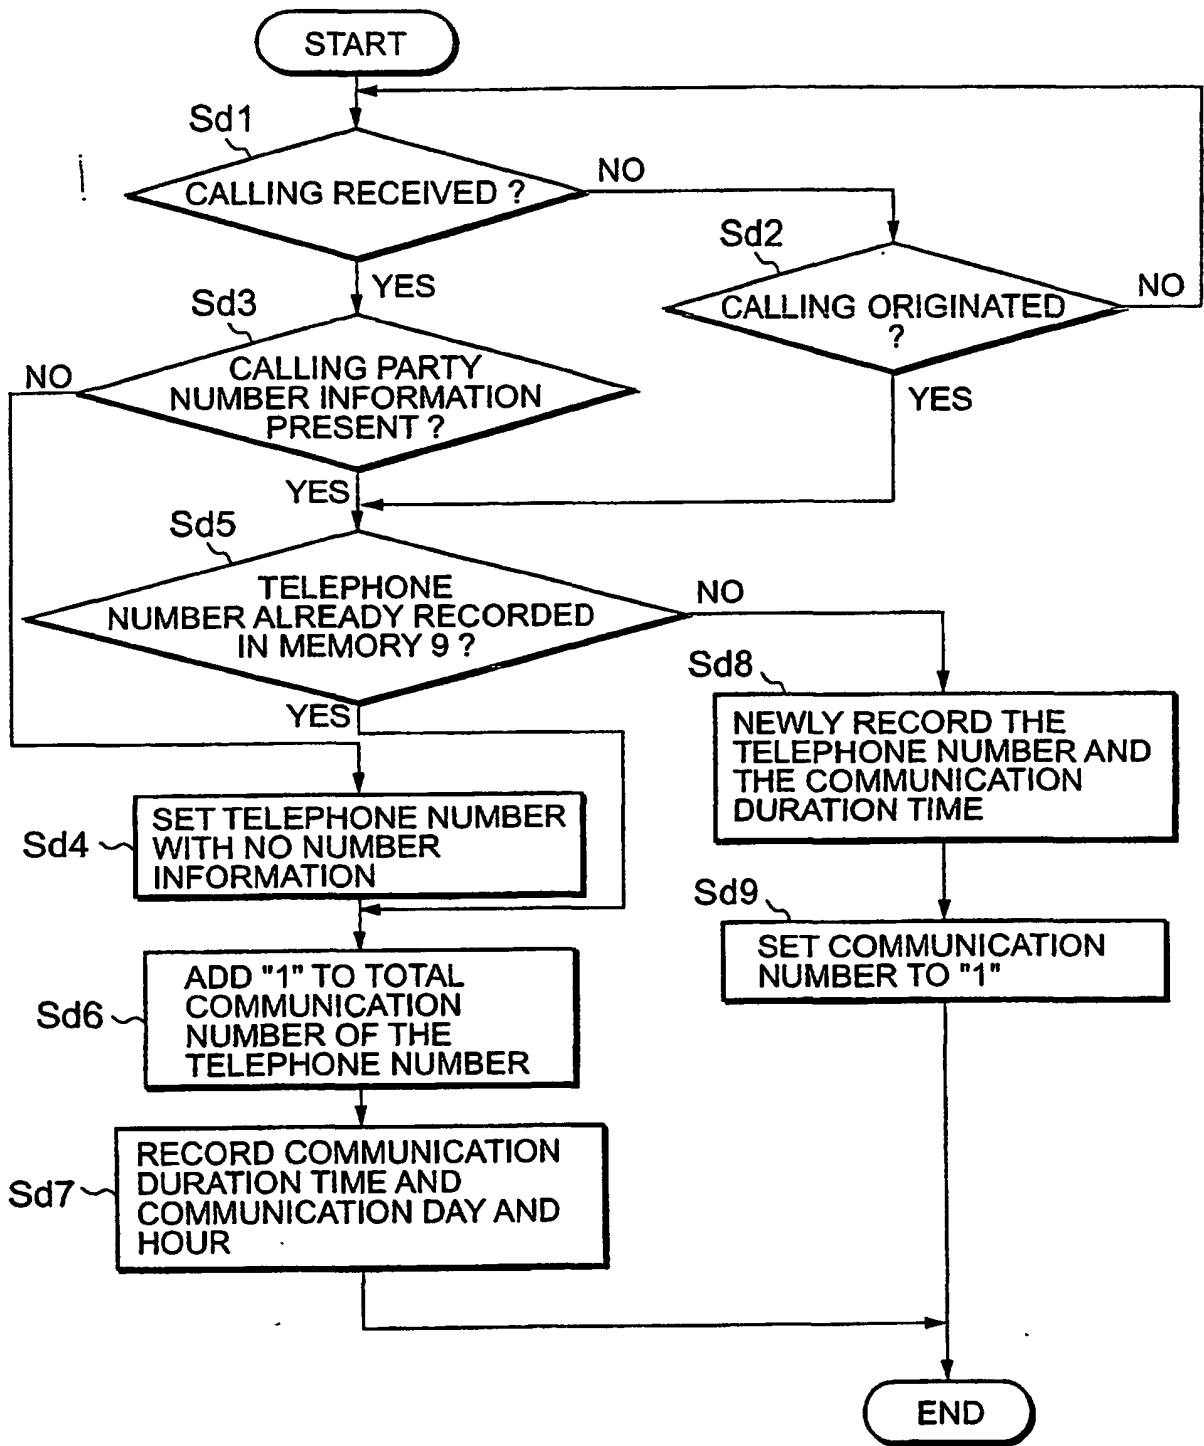 START
Sd1
CALLING RECEIVED ?
NO
YES
Sd2
CALLING ORIGINATED
?
NO
YES
Sd3
CALLING PARTY
NUMBER INFORMATION
PRESENT ?
NO
YES
Sd5
TELEPHONE
NUMBER ALREADY RECORDED
IN MEMORY 9 ?
NO
YES
Sd8
NEWLY RECORD THE
TELEPHONE NUMBER AND
THE COMMUNICATION
DURATION TIME
Sd4
SET TELEPHONE NUMBER
WITH NO NUMBER
INFORMATION
Sd9
SET COMMUNICATION
NUMBER TO "1"
Sd6
ADD "1" TO TOTAL
COMMUNICATION
NUMBER OF THE
TELEPHONE NUMBER
Sd7
RECORD COMMUNICATION
DURATION TIME AND
COMMUNICATION DAY AND
HOUR
END